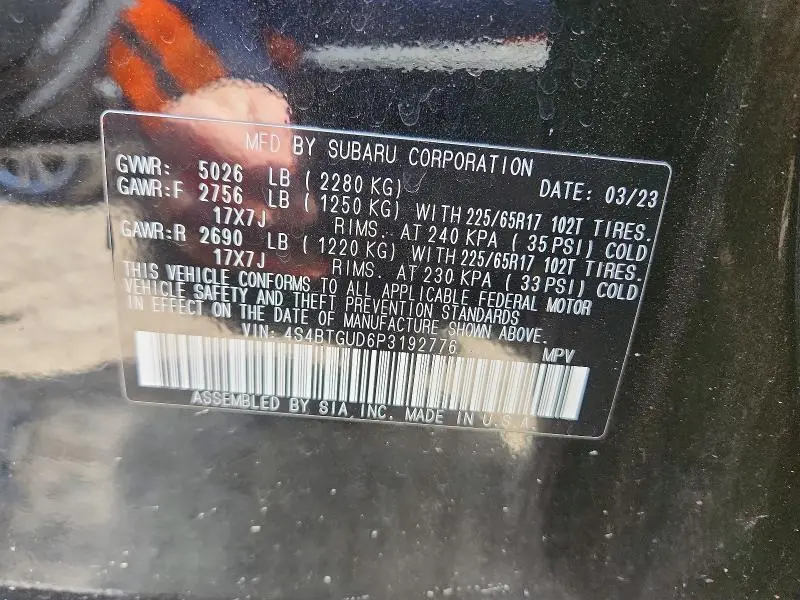 MFD BY SUBARU CORPORATION
GVWR: 5026 LB ( 2280 KG) DATE: 03/23
GAWR:F 2756 LB ( 1250 KG) WITH 225/65R17 102T TIRES.
17X7J RIMS. AT 240 KPA ( 35 PSI) COLD
GAWR:R 2690 LB ( 1220 KG) WITH 225/65R17 102T TIRES.
17X7J RIMS. AT 230 KPA ( 33 PSI) COLD
THIS VEHICLE CONFORMS TO ALL APPLICABLE FEDERAL MOTOR
VEHICLE SAFETY AND THEFT PREVENTION STANDARDS
IN EFFECT ON THE DATE OF MANUFACTURE SHOWN ABOVE.
VIN: 4S4BTGUD6P3192776 MPV
ASSEMBLED BY SIA, INC. MADE IN U.S.A.